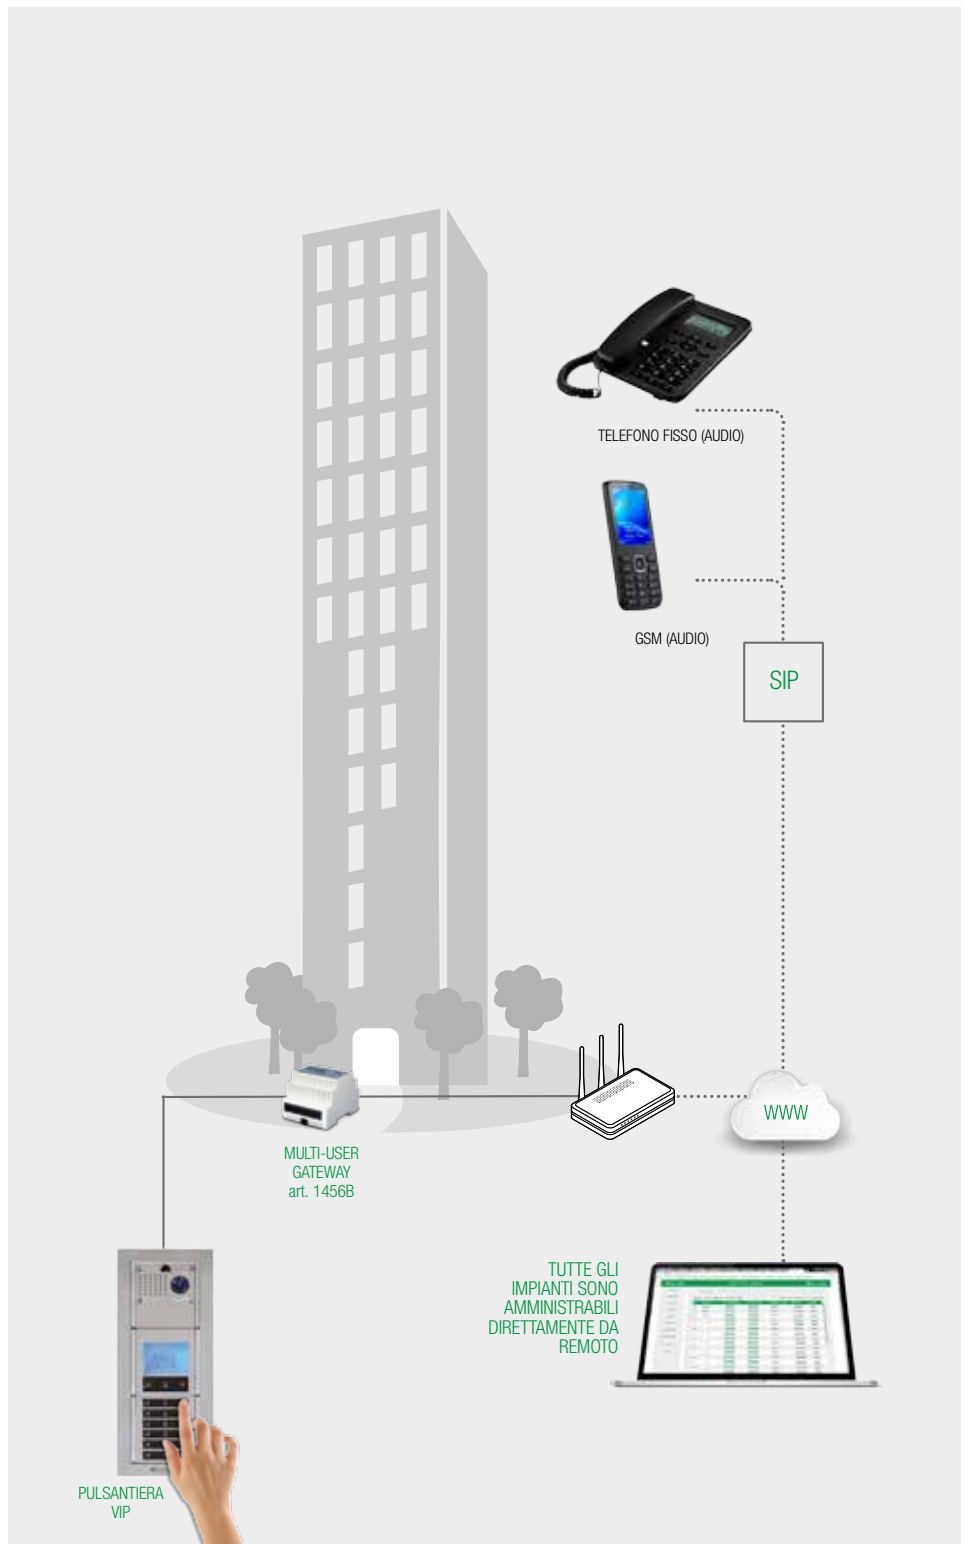 TELEFONO FISSO (AUDIO)
GSM (AUDIO)
SIP
WWW
MULTI-USER
GATEWAY
art. 1456B
TUTTE GLI
IMPIANTI SONO
AMMINISTRABILI
DIRETTAMENTE DA
REMOTO
PULSANTIERA
VIP